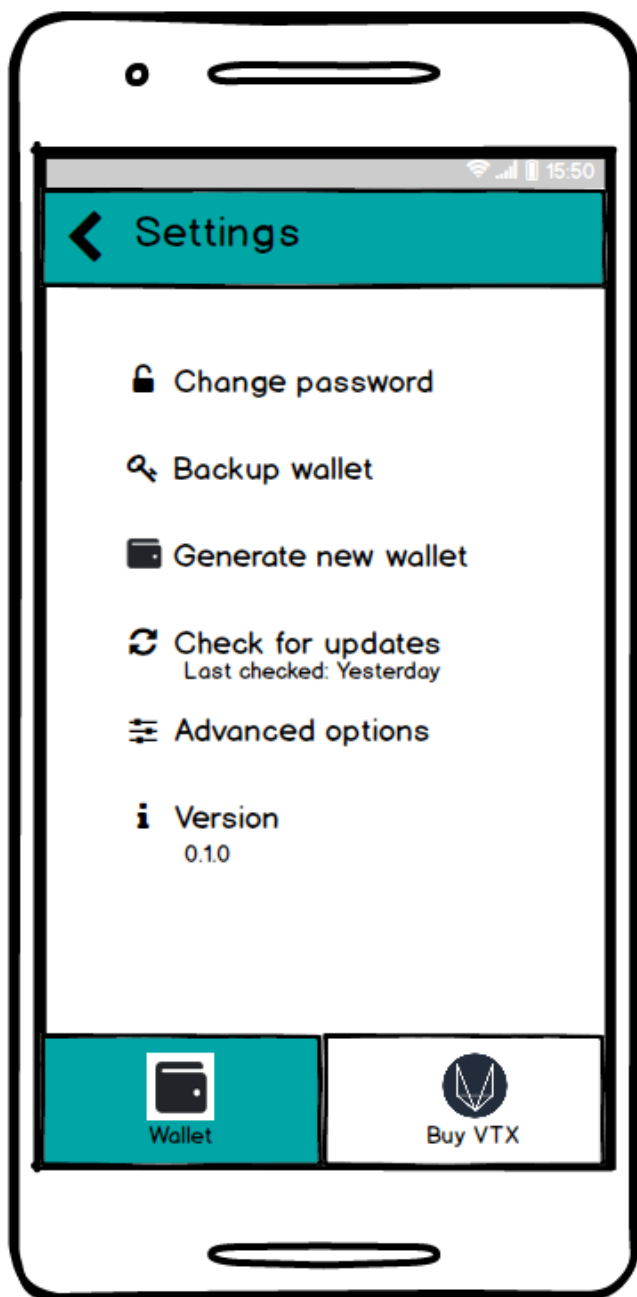 15:50
Settings
Change password
Backup wallet
Generate new wallet
Check for updates
Last checked: Yesterday
Advanced options
Version
0.1.0
Wallet
Buy VTX